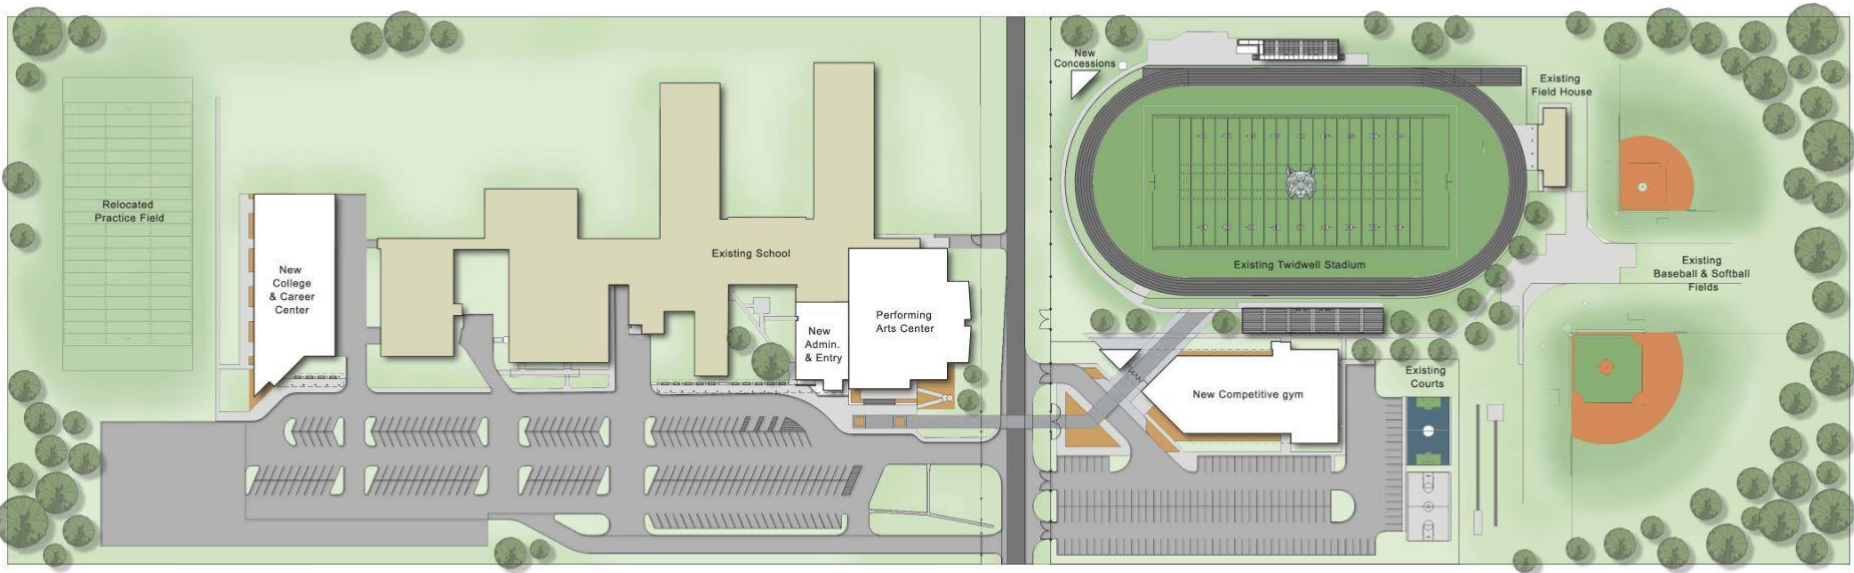 Relocated
Practice Field
New
College
& Career
Center
Existing School
New
Admin.
& Entry
Performing
Arts Center
New
Concessions
Existing
Field House
Existing Twidwell Stadium
Existing
Baseball & Softball
Fields
New Competitive gym
Existing
Courts